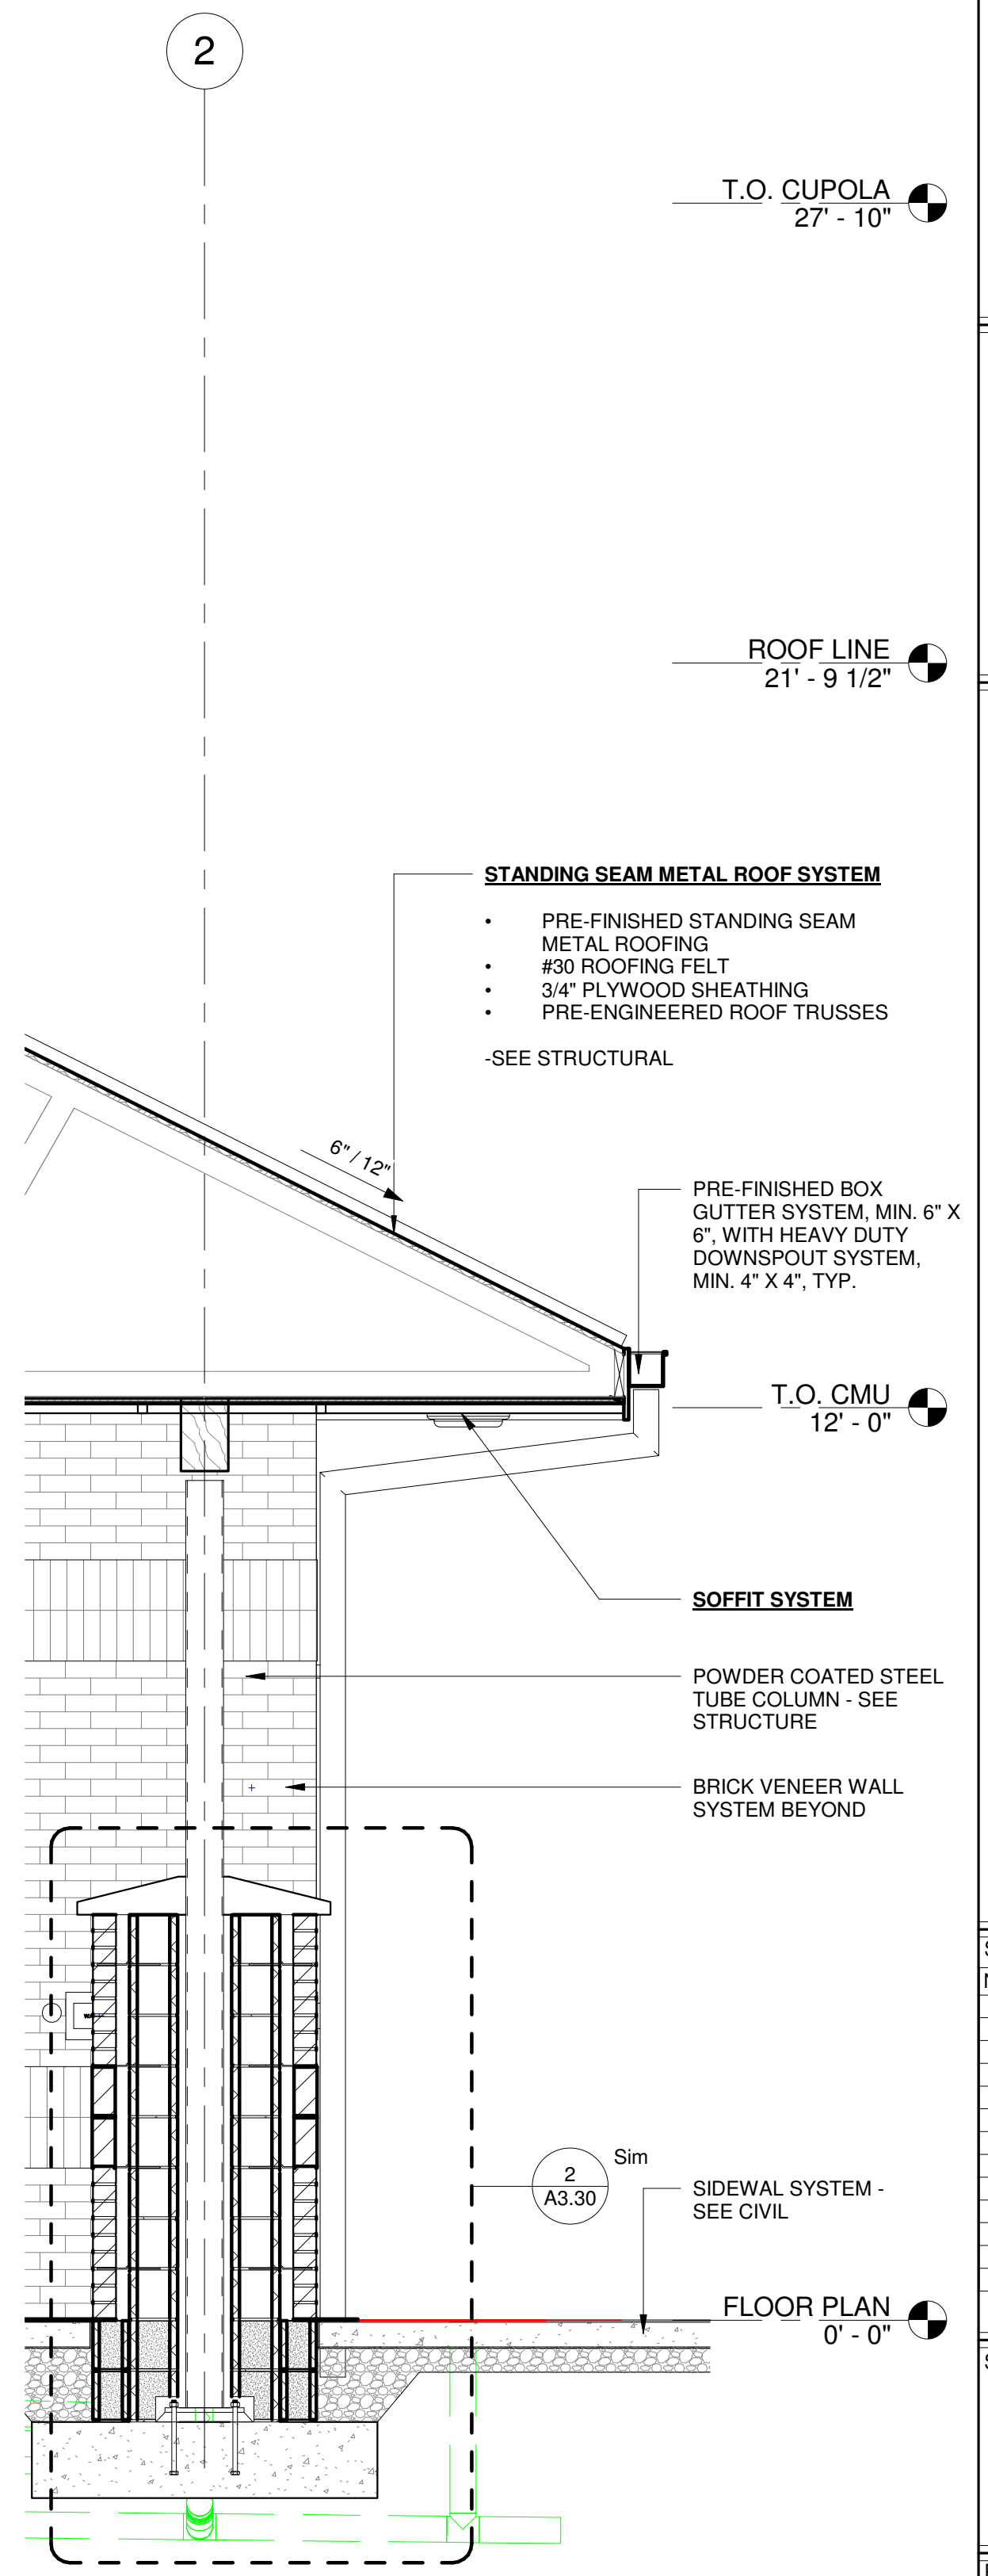 2
T.O. CUPOLA
27' - 10"
ROOF LINE
21' - 9 1/2"
STANDING SEAM METAL ROOF SYSTEM
• PRE-FINISHED STANDING SEAM
METAL ROOFING
• #30 ROOFING FELT
• 3/4" PLYWOOD SHEATHING
• PRE-ENGINEERED ROOF TRUSSES
-SEE STRUCTURAL
6" / 12"
PRE-FINISHED BOX
GUTTER SYSTEM, MIN. 6" X
6", WITH HEAVY DUTY
DOWNSPOUT SYSTEM,
MIN. 4" X 4", TYP.
T.O. CMU
12' - 0"
SOFFIT SYSTEM
POWDER COATED STEEL
TUBE COLUMN - SEE
STRUCTURE
BRICK VENEER WALL
SYSTEM BEYOND
2
A3.30
Sim
SIDEWAL SYSTEM -
SEE CIVIL
FLOOR PLAN
0' - 0"